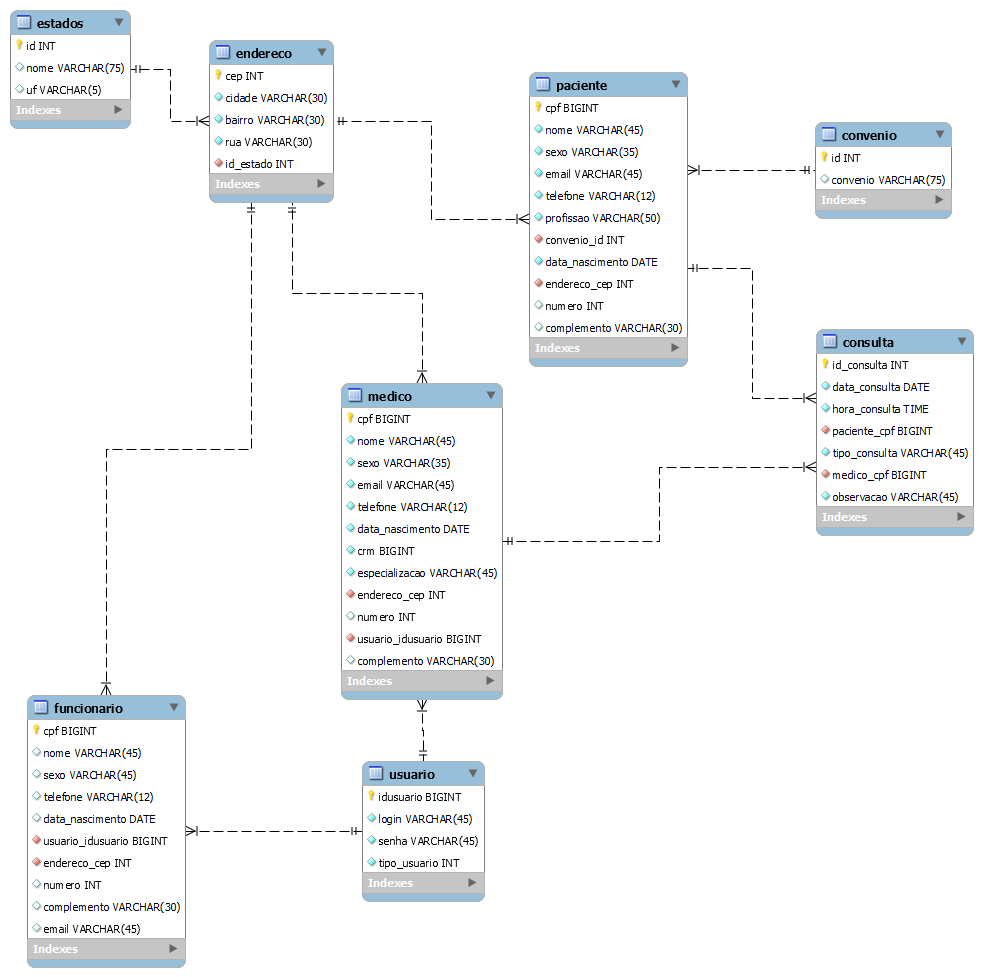 estados
id INT
nome VARCHAR(75)
uf VARCHAR(5)
Indexes
endereco
cep INT
cidade VARCHAR(30)
bairro VARCHAR(30)
rua VARCHAR(30)
id_estado INT
Indexes
paciente
cpf BIGINT
nome VARCHAR(45)
sexo VARCHAR(35)
email VARCHAR(45)
telefone VARCHAR(12)
profissao VARCHAR(50)
convenio_id INT
data_nascimento DATE
endereco_cep INT
numero INT
complemento VARCHAR(30)
Indexes
convenio
id INT
convenio VARCHAR(75)
Indexes
consulta
id_consulta INT
data_consulta DATE
hora_consulta TIME
paciente_cpf BIGINT
tipo_consulta VARCHAR(45)
medico_cpf BIGINT
observacao VARCHAR(45)
Indexes
medico
cpf BIGINT
nome VARCHAR(45)
sexo VARCHAR(35)
email VARCHAR(45)
telefone VARCHAR(12)
data_nascimento DATE
crm BIGINT
especializacao VARCHAR(45)
endereco_cep INT
numero INT
usuario_idusuario BIGINT
complemento VARCHAR(30)
Indexes
funcionario
cpf BIGINT
nome VARCHAR(45)
sexo VARCHAR(45)
telefone VARCHAR(12)
data_nascimento DATE
usuario_idusuario BIGINT
endereco_cep INT
numero INT
complemento VARCHAR(30)
email VARCHAR(45)
Indexes
usuario
idusuario BIGINT
login VARCHAR(45)
senha VARCHAR(45)
tipo_usuario INT
Indexes